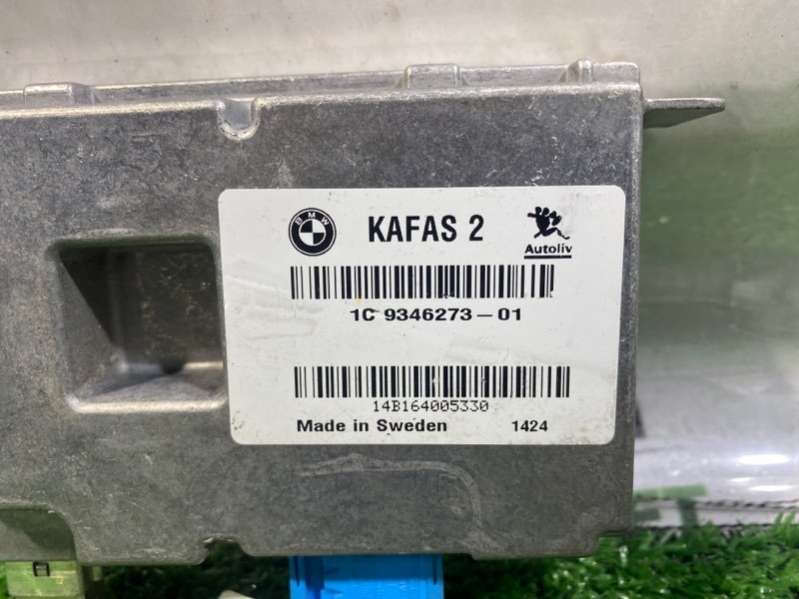 BMW KAFAS 2 Autoliv
1C 9346273-01
14B164005330
Made in Sweden 1424